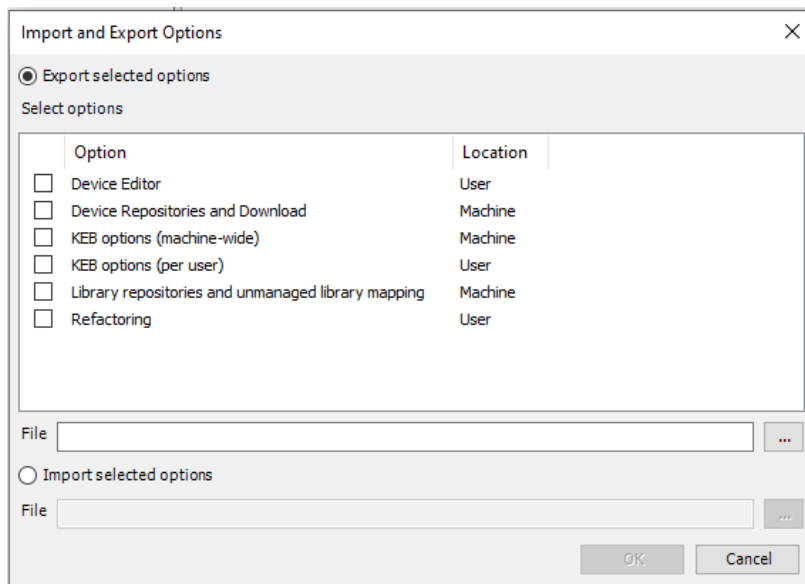 Import and Export Options
Export selected options
Select options
Option Location
Device Editor User
Device Repositories and Download Machine
KEB options (machine-wide) Machine
KEB options (per user) User
Library repositories and unmanaged library mapping Machine
Refactoring User
File ...
Import selected options
File ...
OK Cancel